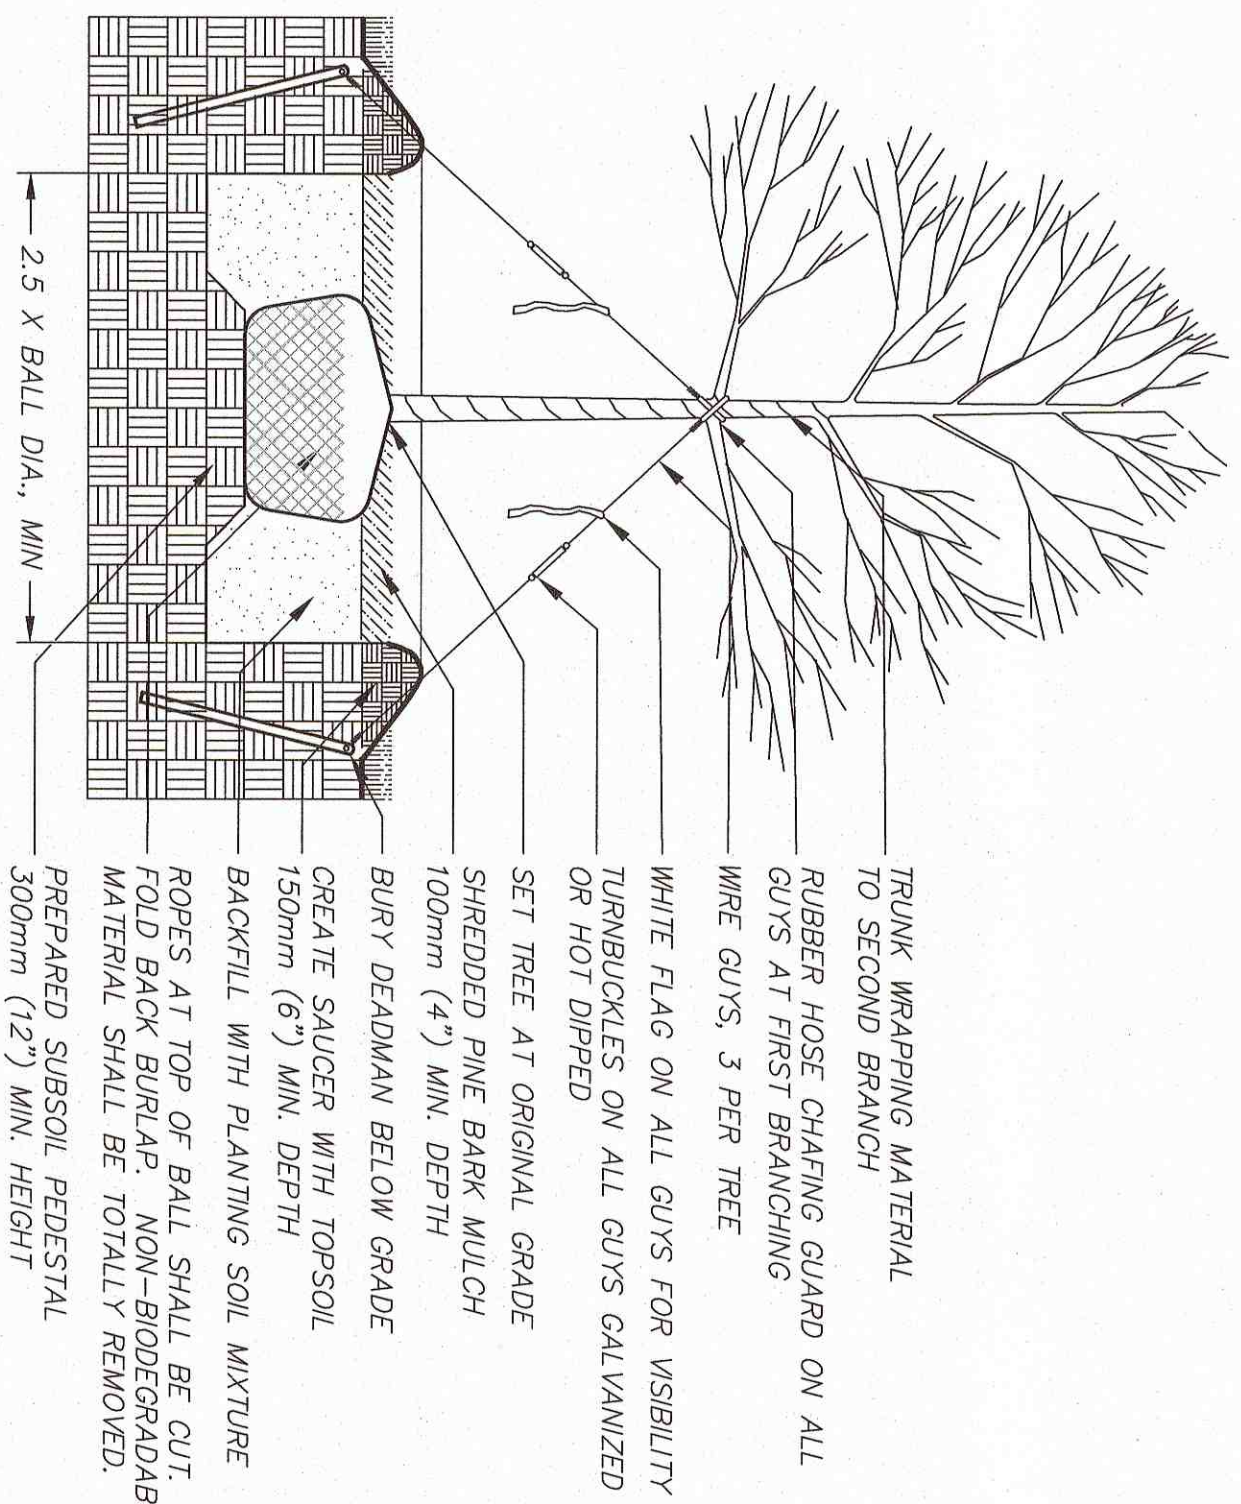 TRUNK WRAPPING MATERIAL
TO SECOND BRANCH
RUBBER HOSE CHAFING GUARD ON ALL
GUYS AT FIRST BRANCHING
WIRE GUYS, 3 PER TREE
WHITE FLAG ON ALL GUYS FOR VISIBILITY
TURNBUCKLES ON ALL GUYS GALVANIZED
OR HOT DIPPED
SET TREE AT ORIGINAL GRADE
SHREDDED PINE BARK MULCH
100mm (4") MIN. DEPTH
BURY DEADMAN BELOW GRADE
CREATE SAUCER WITH TOPSOIL
150mm (6") MIN. DEPTH
BACKFILL WITH PLANTING SOIL MIXTURE
ROPES AT TOP OF BALL SHALL BE CUT.
FOLD BACK BURLAP. NON-BIODEGRADAB
MATERIAL SHALL BE TOTALLY REMOVED.
PREPARED SUBSOIL PEDESTAL
300mm (12") MIN. HEIGHT
2.5 X BALL DIA., MIN